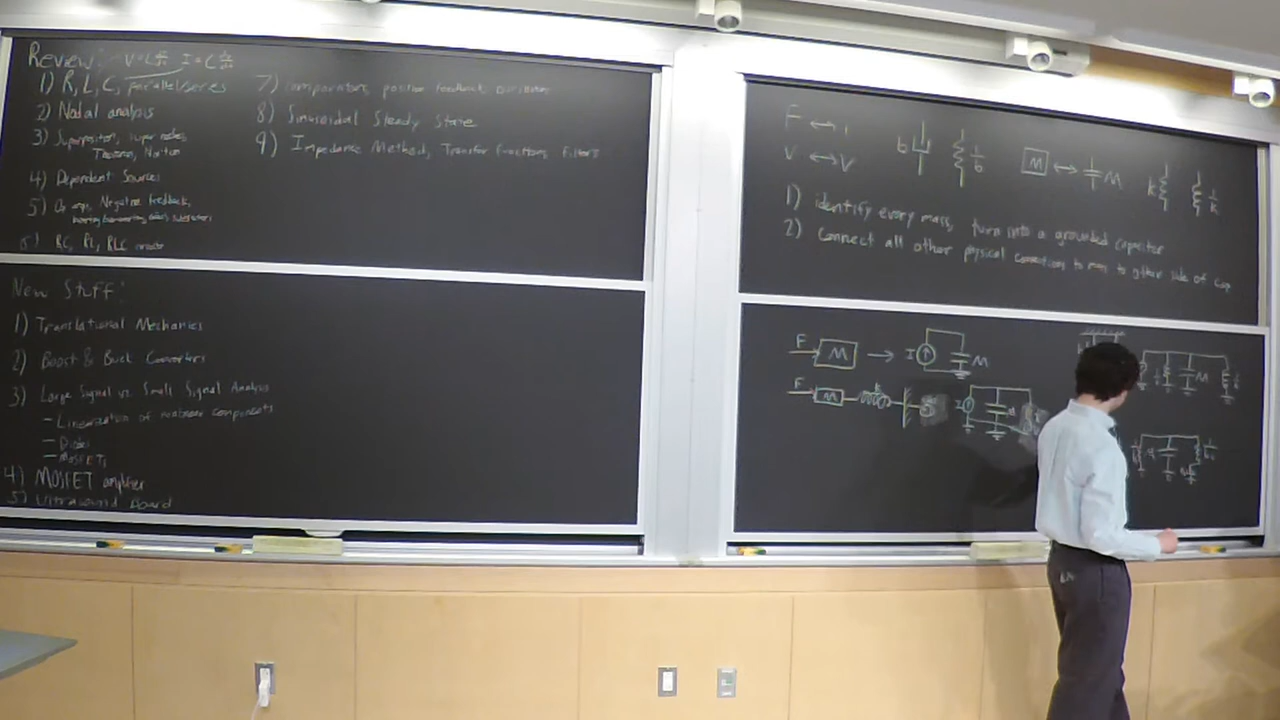 Review: V=L I=C
1) R, L, C, parallel/series
2) Nodal analysis
3) Superposition, super nodes
Thevenin, Norton
4) Dependent Sources
5) Op amps, Negative feedback,
6) RC, RL, RLC circuits
7) Comparators, positive feedback, oscillators
8) Sinusoidal Steady State
9) Impedance Method, Transfer Functions, Filters
New Stuff:
1) Translational Mechanics
2) Boost & Buck Converters
3) Large Signal vs. Small Signal Analysis
- Linearization of nonlinear components
- Diodes
- MOSFETs
4) MOSFET amplifier
5) Ultrasound Board
F ↔ i
V ↔ V
b 1/b M ↔ M k 1/k
1) identify every mass, turn into a grounded capacitor
2) Connect all other physical connections to mass to other side of cap
F M → I M
F M k I
M